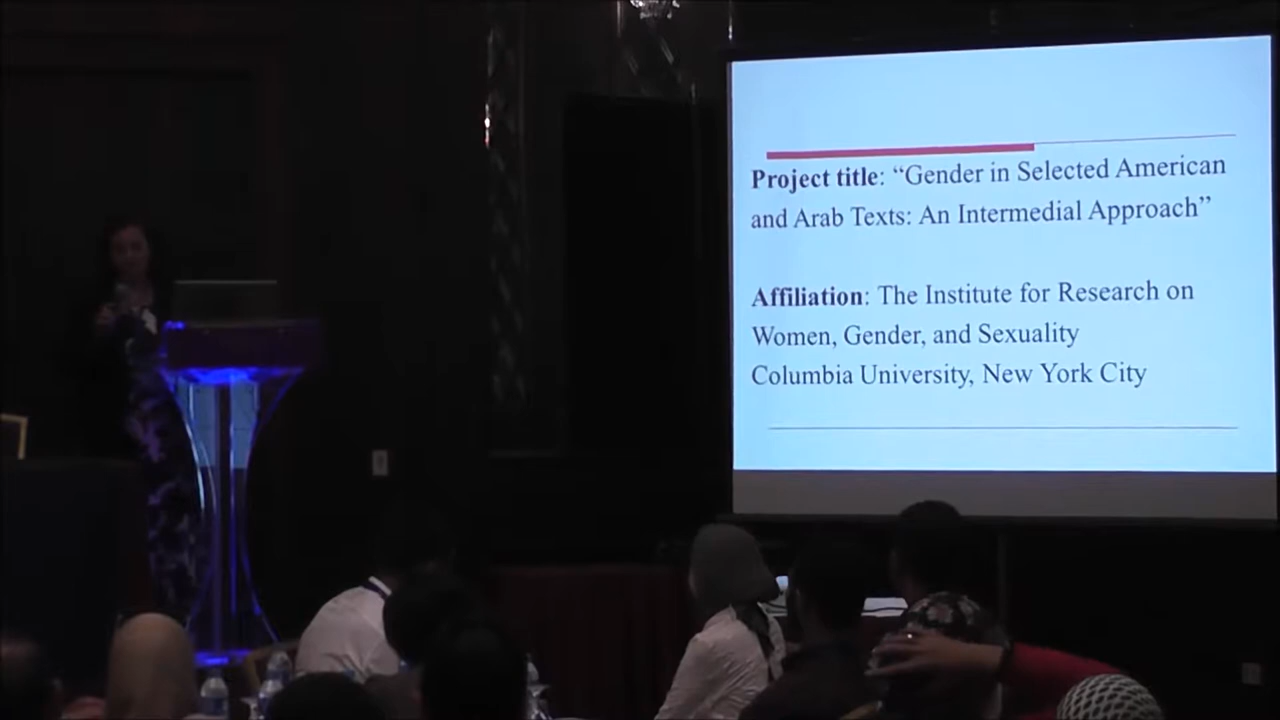 Project title: “Gender in Selected American
and Arab Texts: An Intermedial Approach”
Affiliation: The Institute for Research on
Women, Gender, and Sexuality
Columbia University, New York City